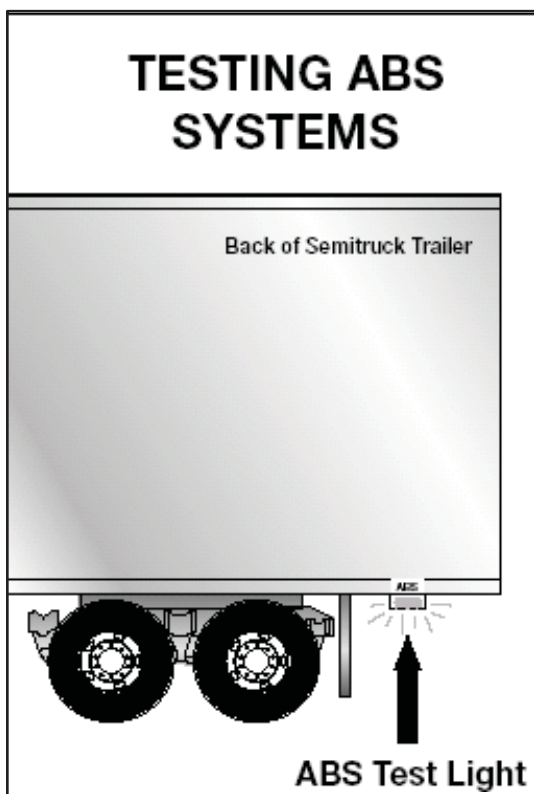 TESTING ABS
SYSTEMS
Back of Semitruck Trailer
ABS
ABS Test Light